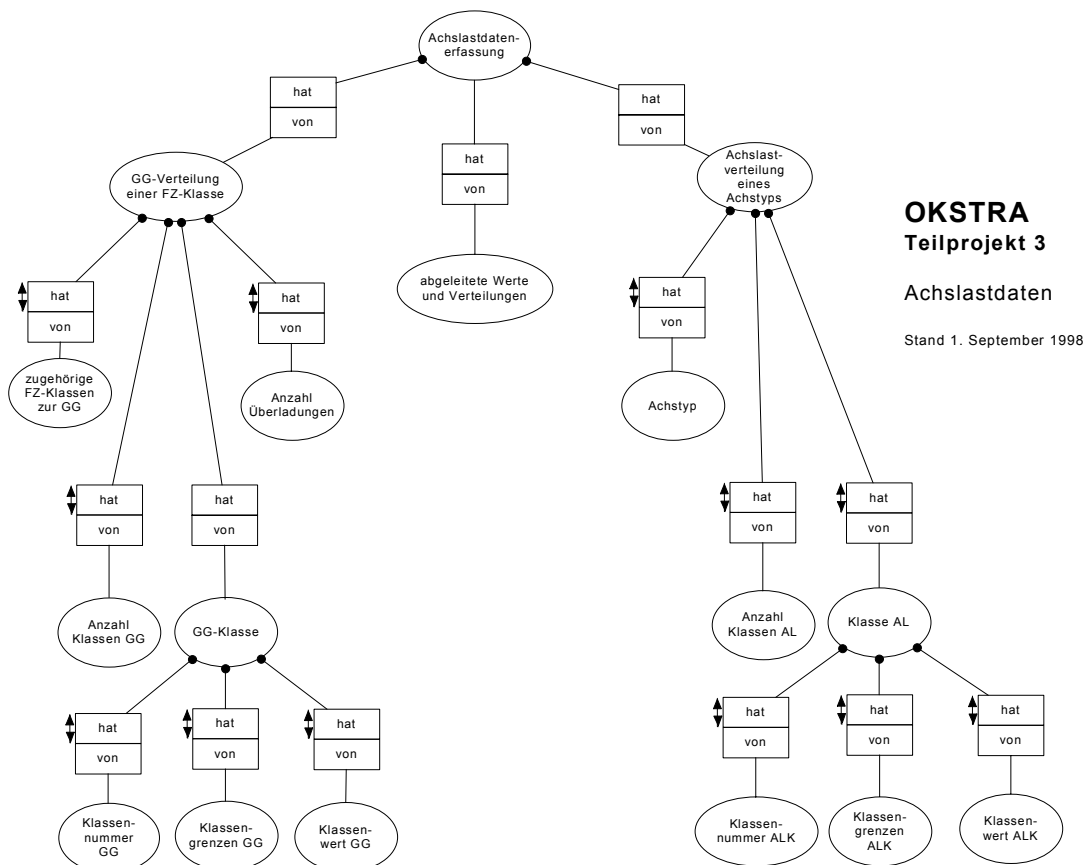 Achslastdaten-
erfassung
hat
von
hat
von
hat
von
GG-Verteilung
einer FZ-Klasse
Achslast-
verteilung
eines
Achstyps
OKSTRA
Teilprojekt 3
Achslastdaten
Stand 1. September 1998
abgeleitete Werte
und Verteilungen
hat
von
hat
von
hat
von
zugehörige
FZ-Klassen
zur GG
Anzahl
Überladungen
Achstyp
hat
von
hat
von
hat
von
hat
von
Anzahl
Klassen GG
GG-Klasse
Anzahl
Klassen AL
Klasse AL
hat
von
hat
von
hat
von
hat
von
hat
von
hat
von
Klassen-
nummer
GG
Klassen-
grenzen GG
Klassen-
wert GG
Klassen-
nummer ALK
Klassen-
grenzen
ALK
Klassen-
wert ALK